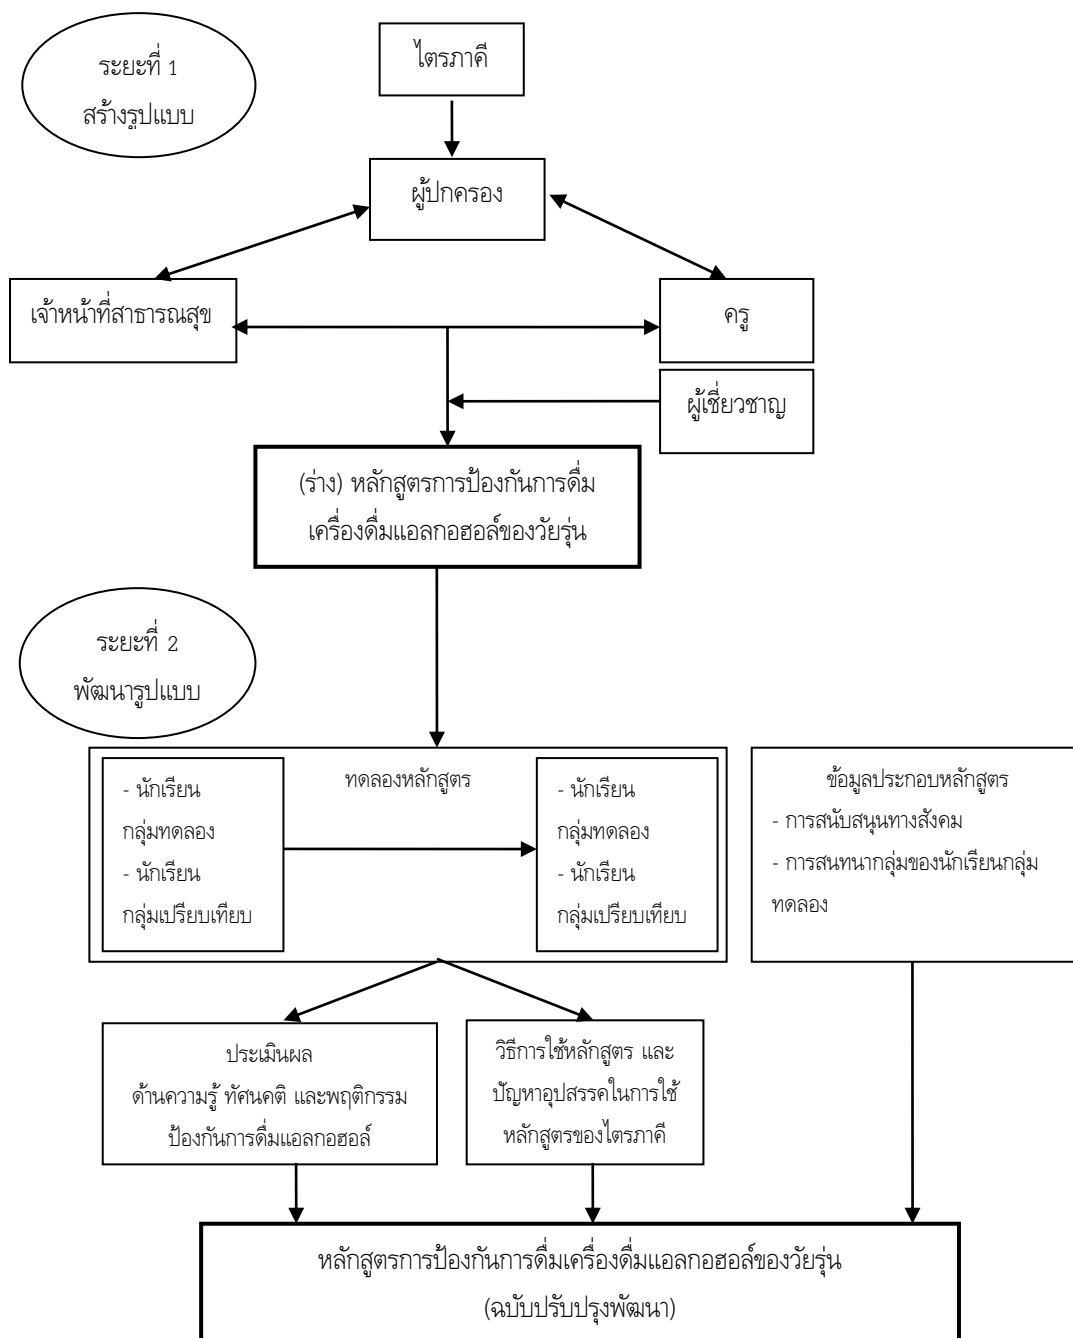 ระยะที่ 1
สร้างรูปแบบ
ไตรภาคี
ผู้ปกครอง
เจ้าหน้าที่สาธารณสุข
ครู
ผู้เชี่ยวชาญ
(ร่าง) หลักสูตรการป้องกันการดื่ม
เครื่องดื่มแอลกอฮอล์ของวัยรุ่น
ระยะที่ 2
พัฒนารูปแบบ
ทดลองหลักสูตร
- นักเรียน
กลุ่มทดลอง
- นักเรียน
กลุ่มเปรียบเทียบ
- นักเรียน
กลุ่มทดลอง
- นักเรียน
กลุ่มเปรียบเทียบ
ข้อมูลประกอบหลักสูตร
- การสนับสนุนทางสังคม
- การสนทนากลุ่มของนักเรียนกลุ่ม
ทดลอง
ประเมินผล
ด้านความรู้ ทัศนคติ และพฤติกรรม
ป้องกันการดื่มแอลกอฮอล์
วิธีการใช้หลักสูตร และ
ปัญหาอุปสรรคในการใช้
หลักสูตรของไตรภาคี
หลักสูตรการป้องกันการดื่มเครื่องดื่มแอลกอฮอล์ของวัยรุ่น
(ฉบับปรับปรุงพัฒนา)